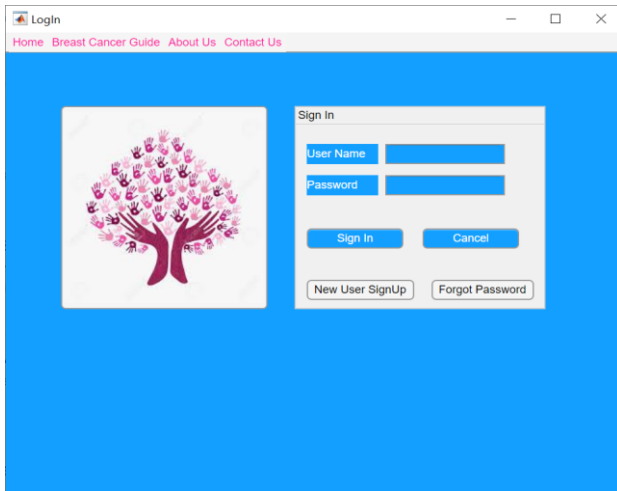 LogIn
Home Breast Cancer Guide About Us Contact Us
Sign In
User Name
Password
Sign In Cancel
New User SignUp Forgot Password